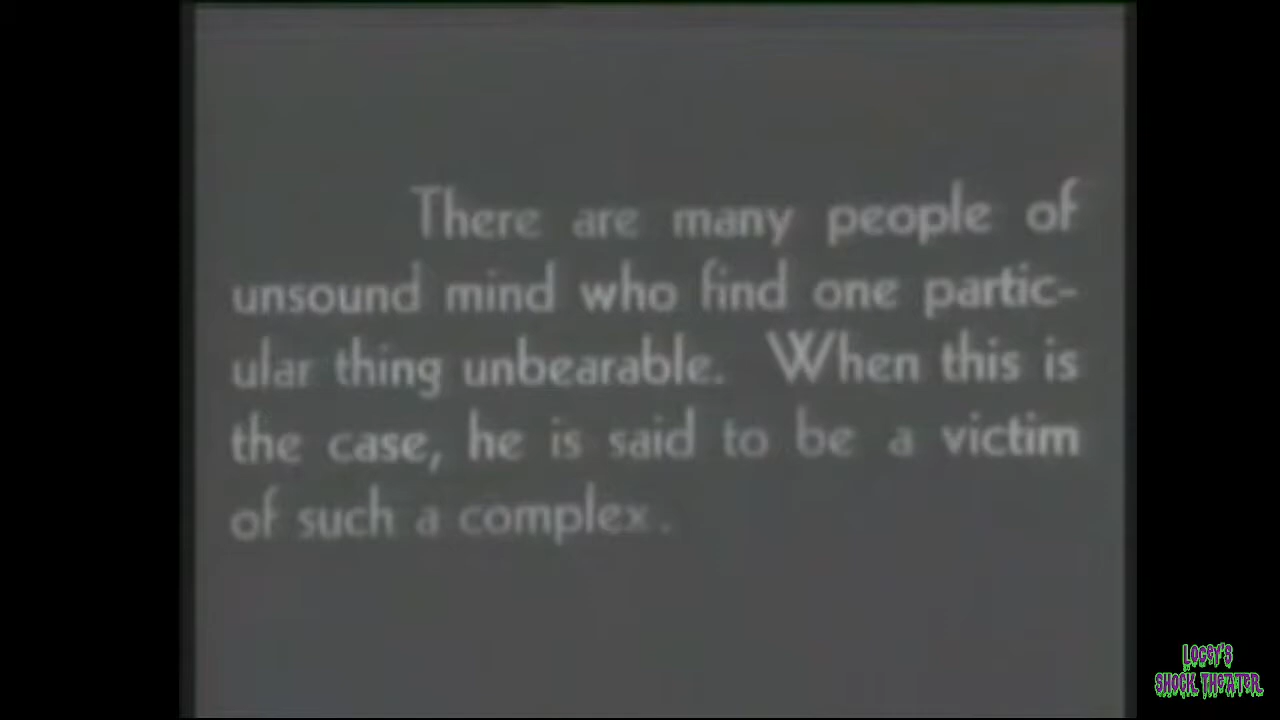 There are many people of
unsound mind who find one partic-
ular thing unbearable. When this is
the case, he is said to be a victim
of such a complex.
LOGGY'S
SHOCK THEATER